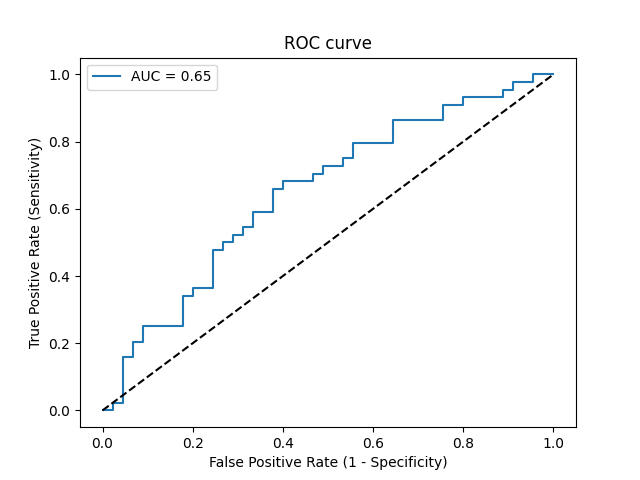 ROC curve
AUC = 0.65
True Positive Rate (Sensitivity)
1.0
0.8
0.6
0.4
0.2
0.0
0.0 0.2 0.4 0.6 0.8 1.0
False Positive Rate (1 - Specificity)